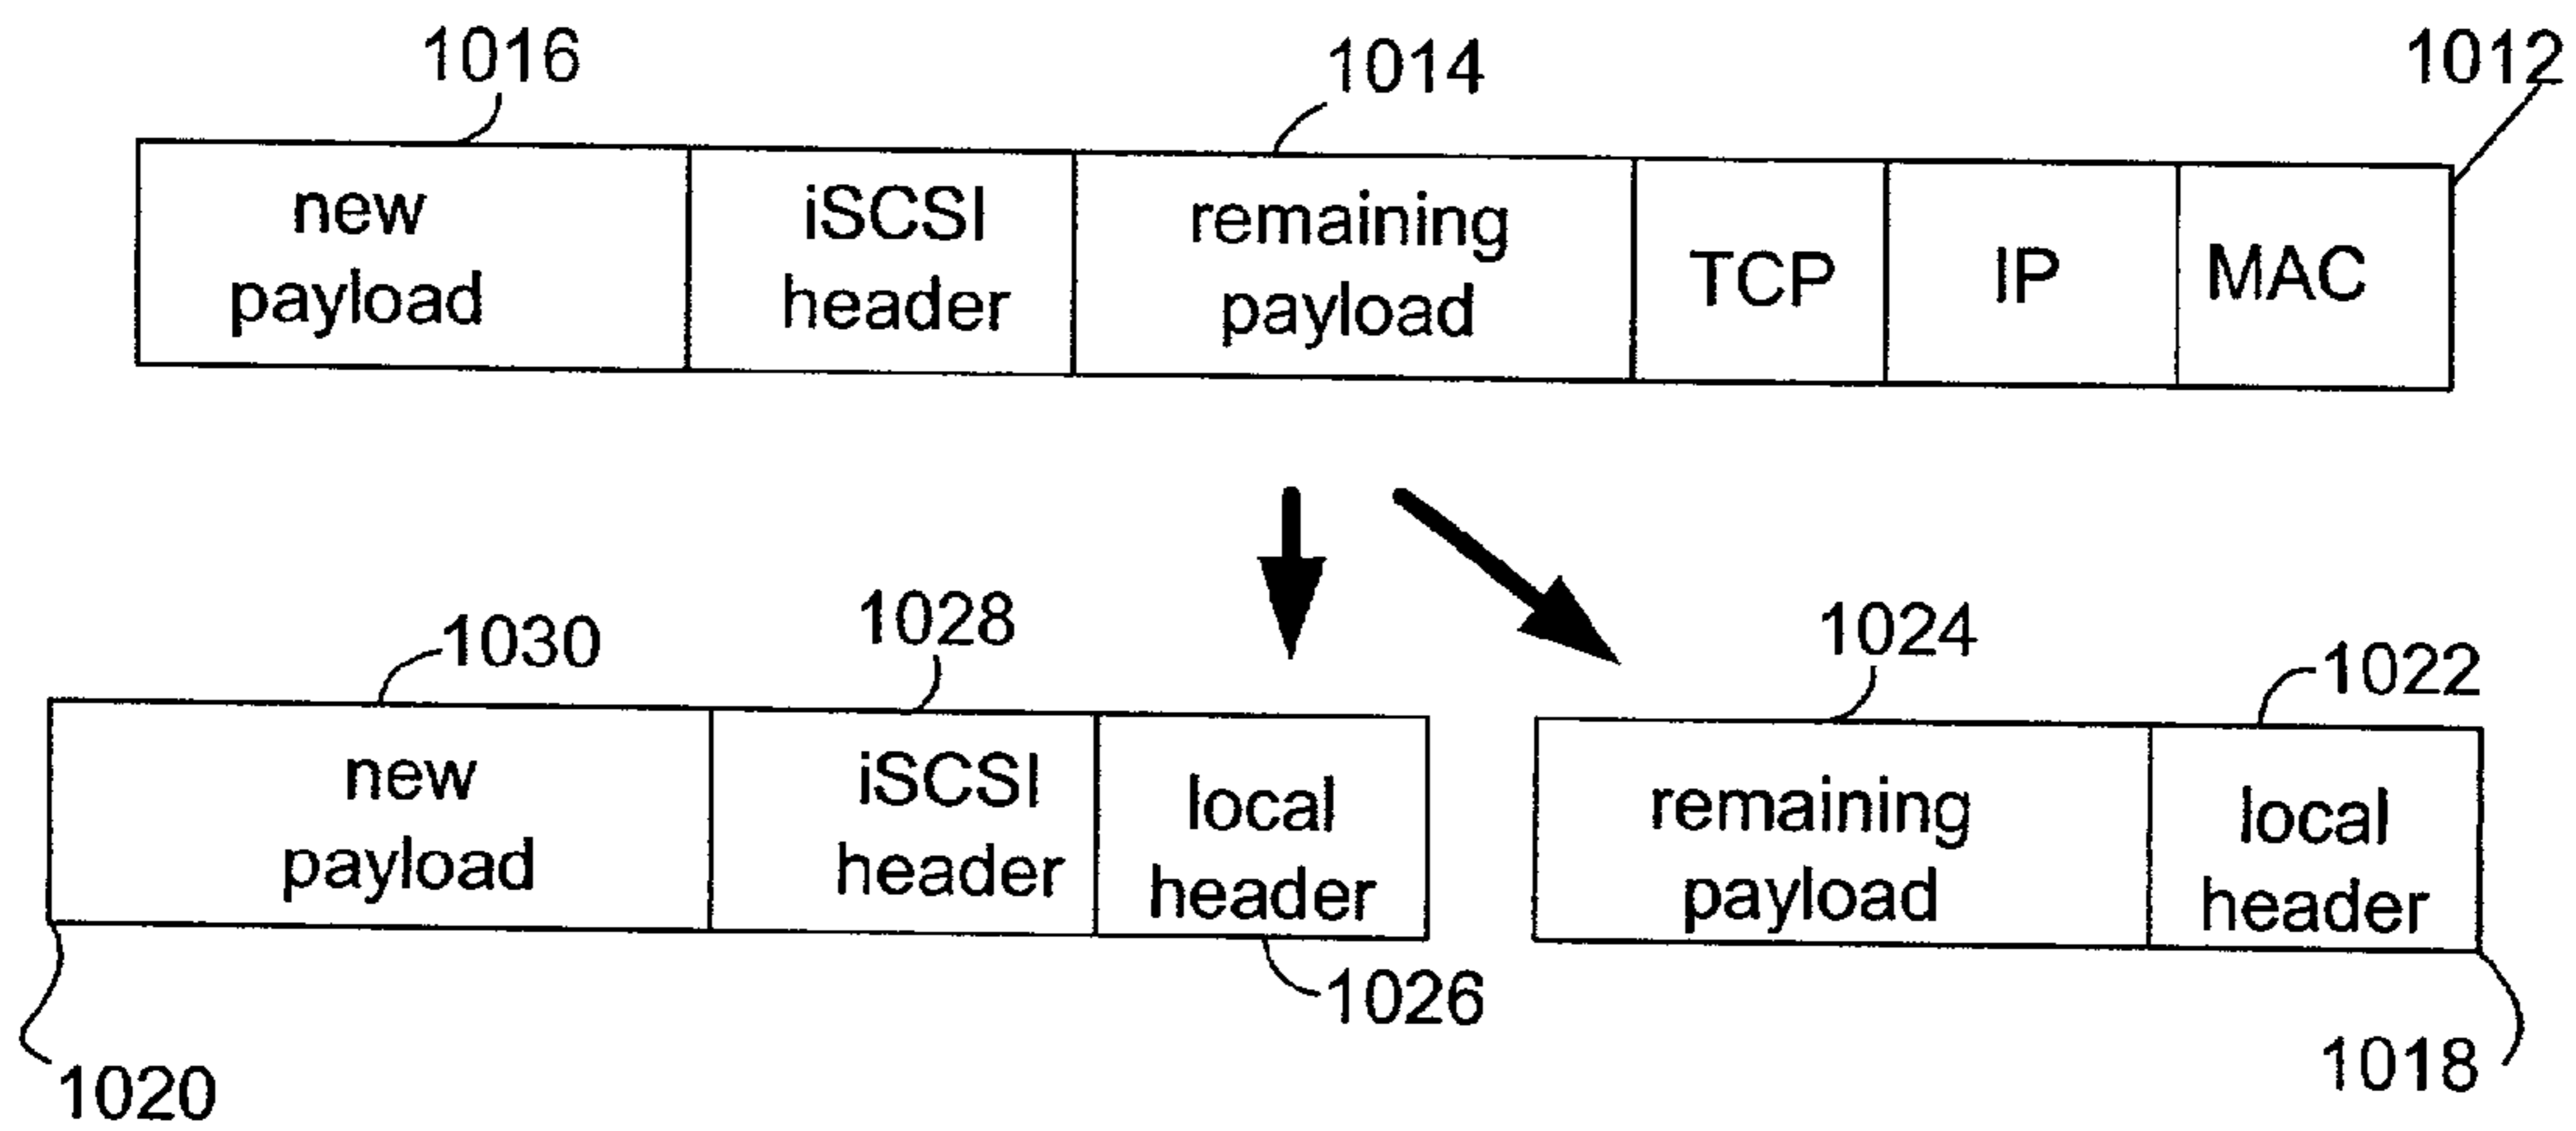 1016
1014
1012
new
payload
iSCSI
header
remaining
payload
TCP
IP
MAC
1030
1028
1024
1022
new
payload
iSCSI
header
local
header
remaining
payload
local
header
1026
1020
1018